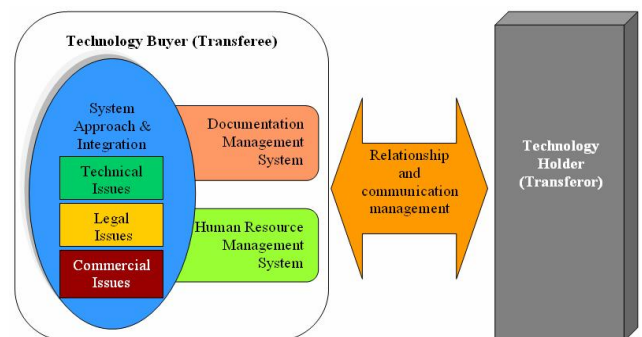 Technology Buyer (Transferee)
System
Approach &
Integration
Technical
Issues
Legal
Issues
Commercial
Issues
Documentation
Management
System
Human Resource
Management
System
Relationship
and
communication
management
Technology
Holder
(Transferor)